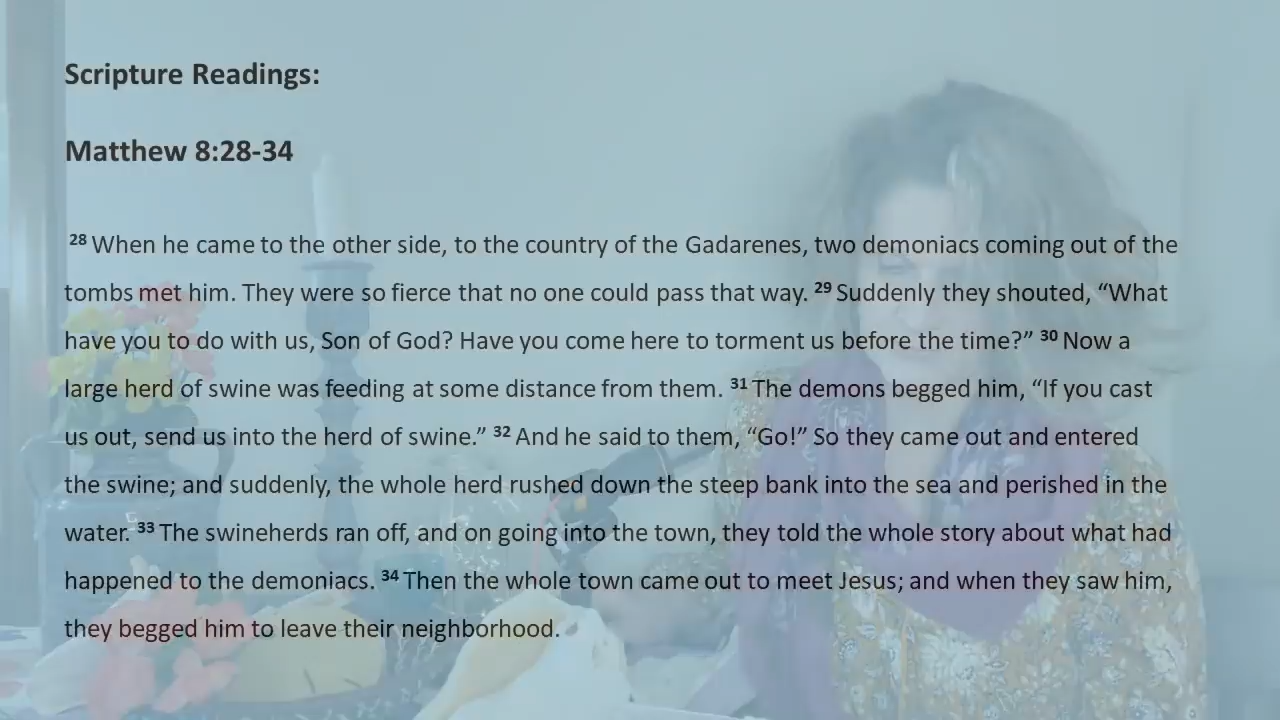 Scripture Readings:
Matthew 8:28-34
28 When he came to the other side, to the country of the Gadarenes, two demoniacs coming out of the
tombs met him. They were so fierce that no one could pass that way. 29 Suddenly they shouted, “What
have you to do with us, Son of God? Have you come here to torment us before the time?” 30 Now a
large herd of swine was feeding at some distance from them. 31 The demons begged him, “If you cast
us out, send us into the herd of swine.” 32 And he said to them, “Go!” So they came out and entered
the swine; and suddenly, the whole herd rushed down the steep bank into the sea and perished in the
water. 33 The swineherds ran off, and on going into the town, they told the whole story about what had
happened to the demoniacs. 34 Then the whole town came out to meet Jesus; and when they saw him,
they begged him to leave their neighborhood.